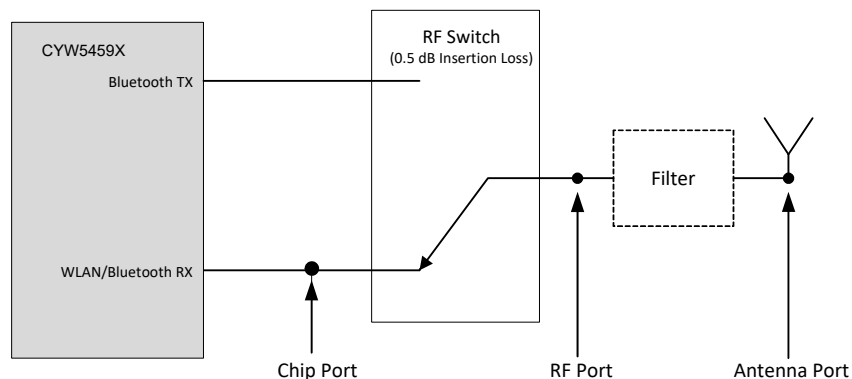 CYW5459X
RF Switch
(0.5 dB Insertion Loss)
Bluetooth TX
Filter
WLAN/Bluetooth RX
Chip Port
RF Port
Antenna Port